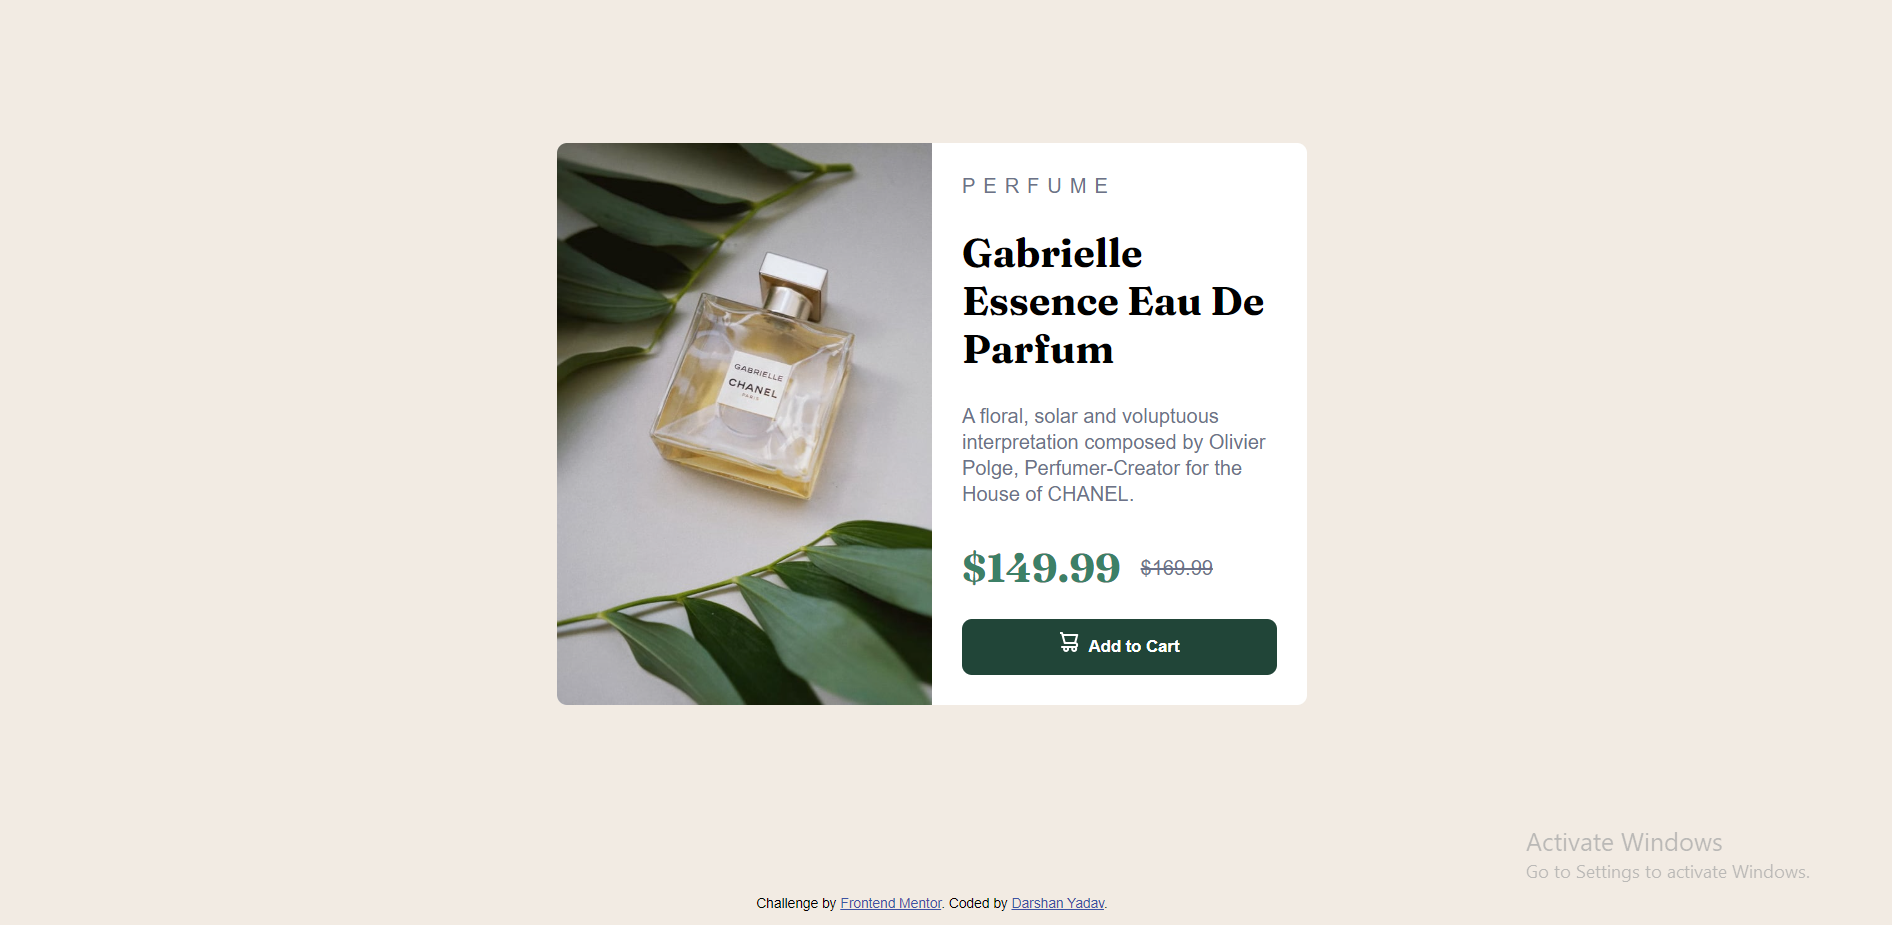 PERFUME
Gabrielle
Essence Eau De
Parfum
GABRIELLE
CHANEL
PARIS
A floral, solar and voluptuous
interpretation composed by Olivier
Polge, Perfumer-Creator for the
House of CHANEL.
$149.99 $169.99
Add to Cart
Activate Windows
Go to Settings to activate Windows.
Challenge by Frontend Mentor. Coded by Darshan Yadav.